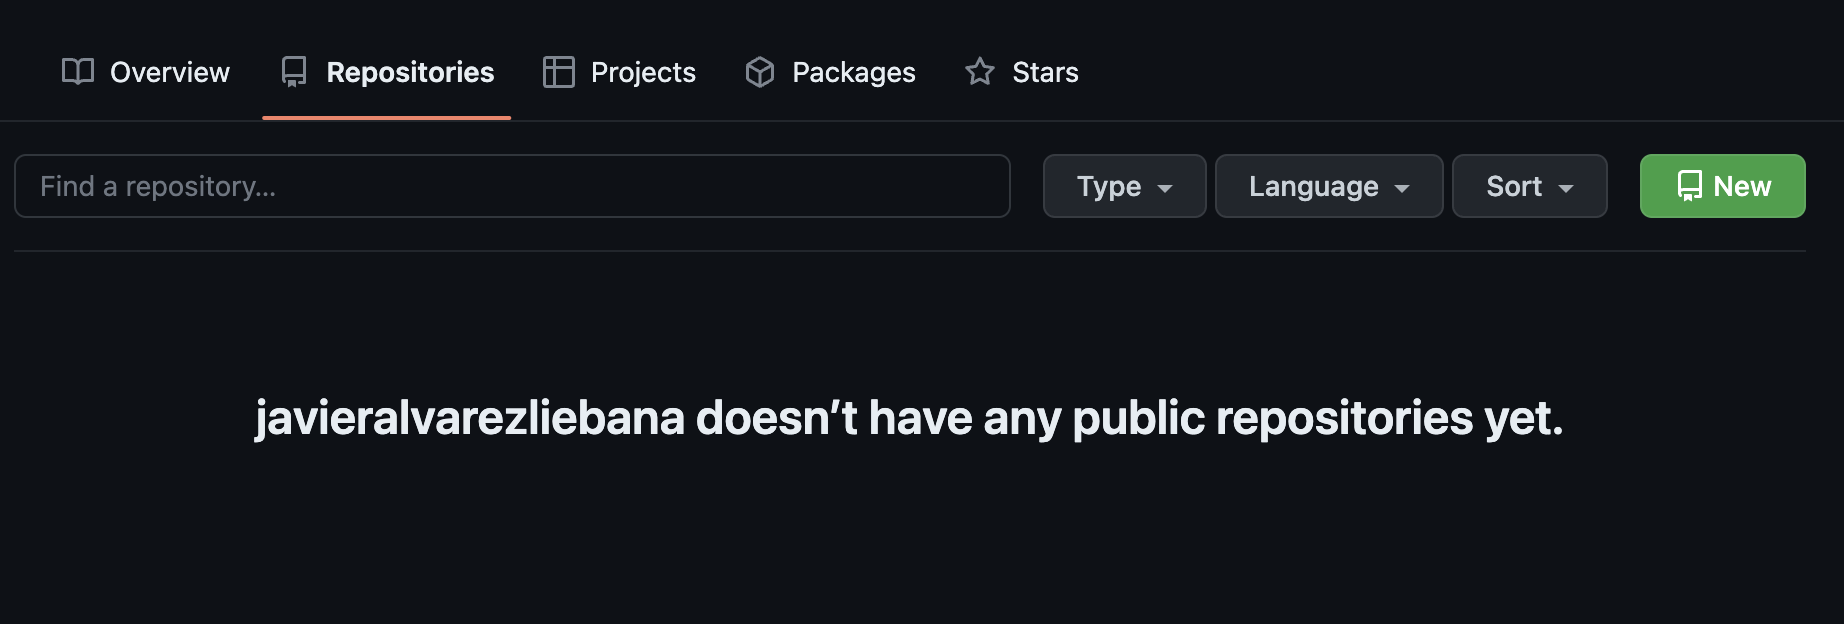 Overview Repositories Projects Packages Stars
Find a repository... Type Language Sort New
javieralvarezliebana doesn’t have any public repositories yet.